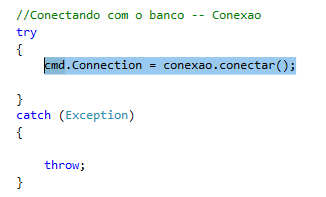 //Conectando com o banco -- Conexao
try
{
cmd.Connection = conexao.conectar();
}
catch (Exception)
{
throw;
}